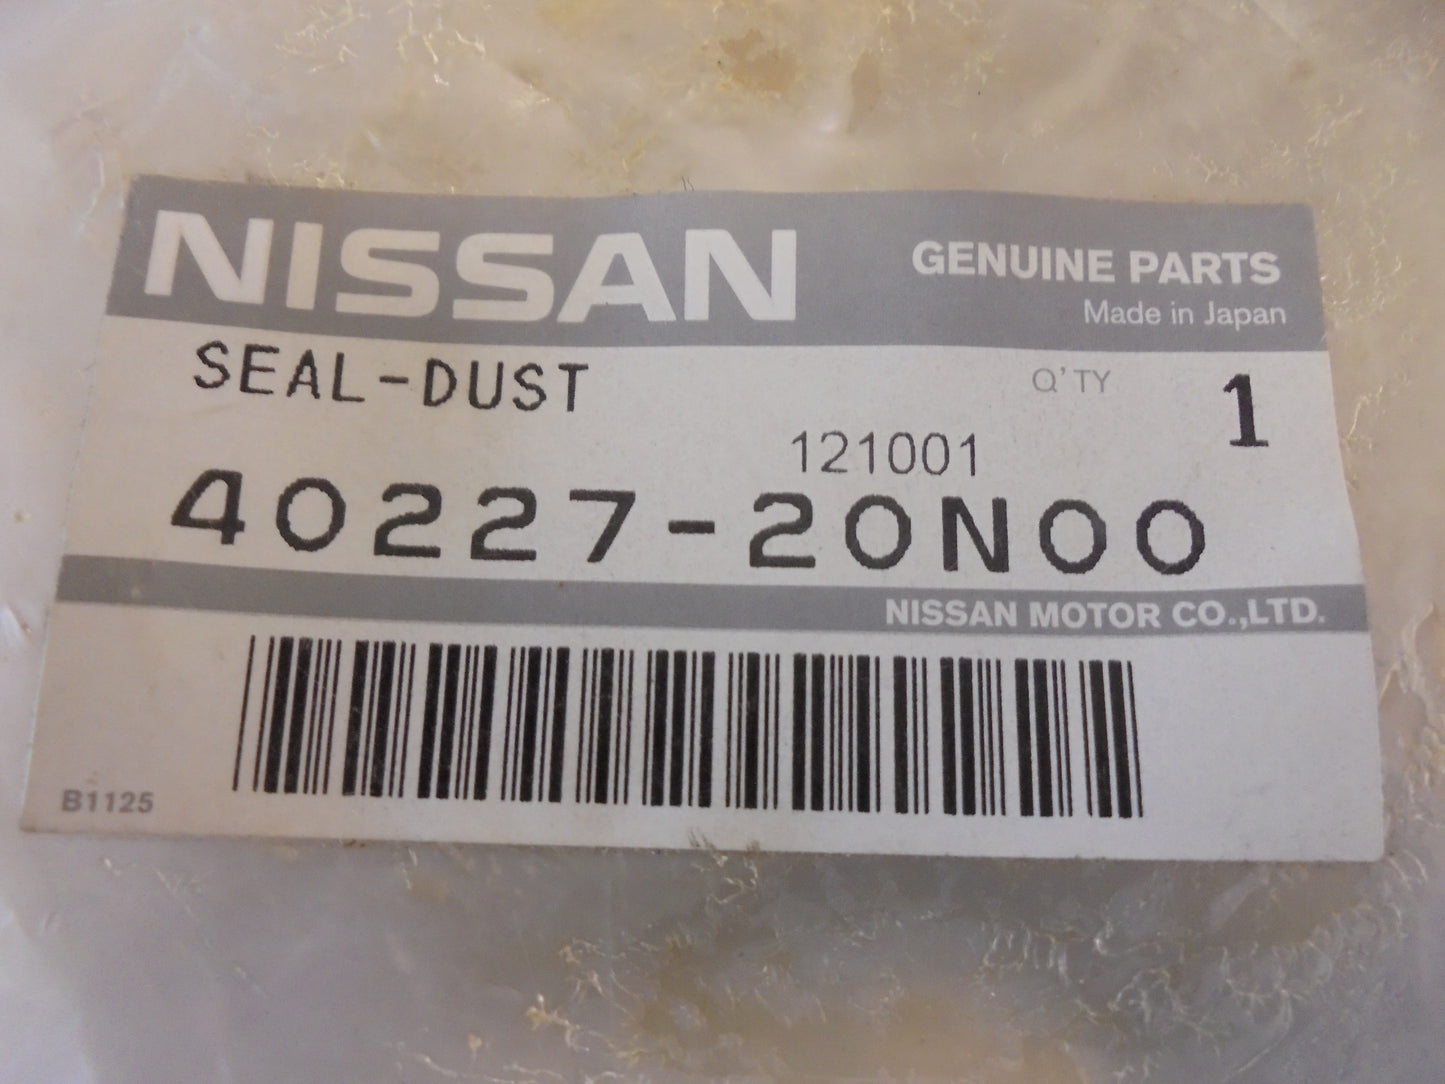 NISSAN
GENUINE PARTS
Made in Japan
SEAL-DUST
Q'TY 1
121001
40227-20N00
NISSAN MOTOR CO.,LTD.
B1125